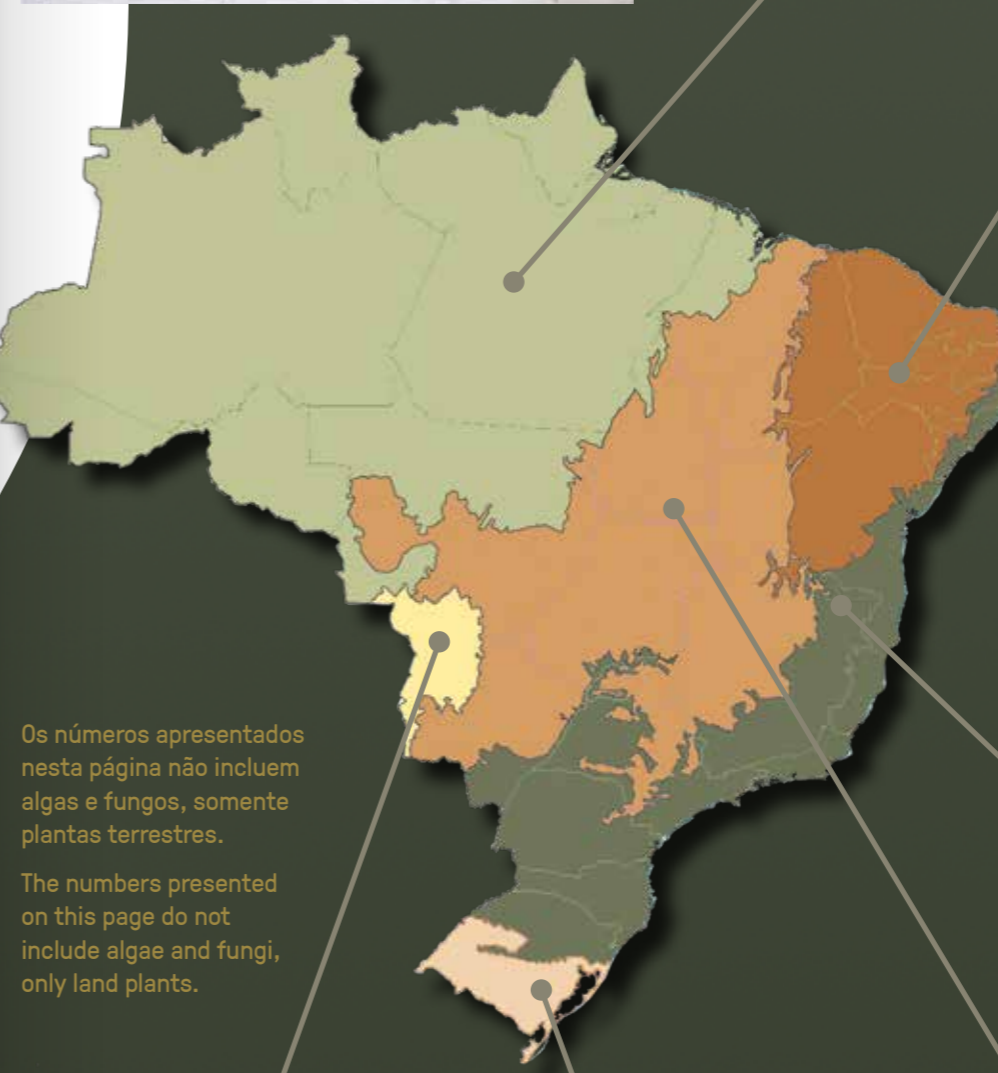 Os números apresentados
nesta página não incluem
algas e fungos, somente
plantas terrestres.
The numbers presented
on this page do not
include algae and fungi,
only land plants.